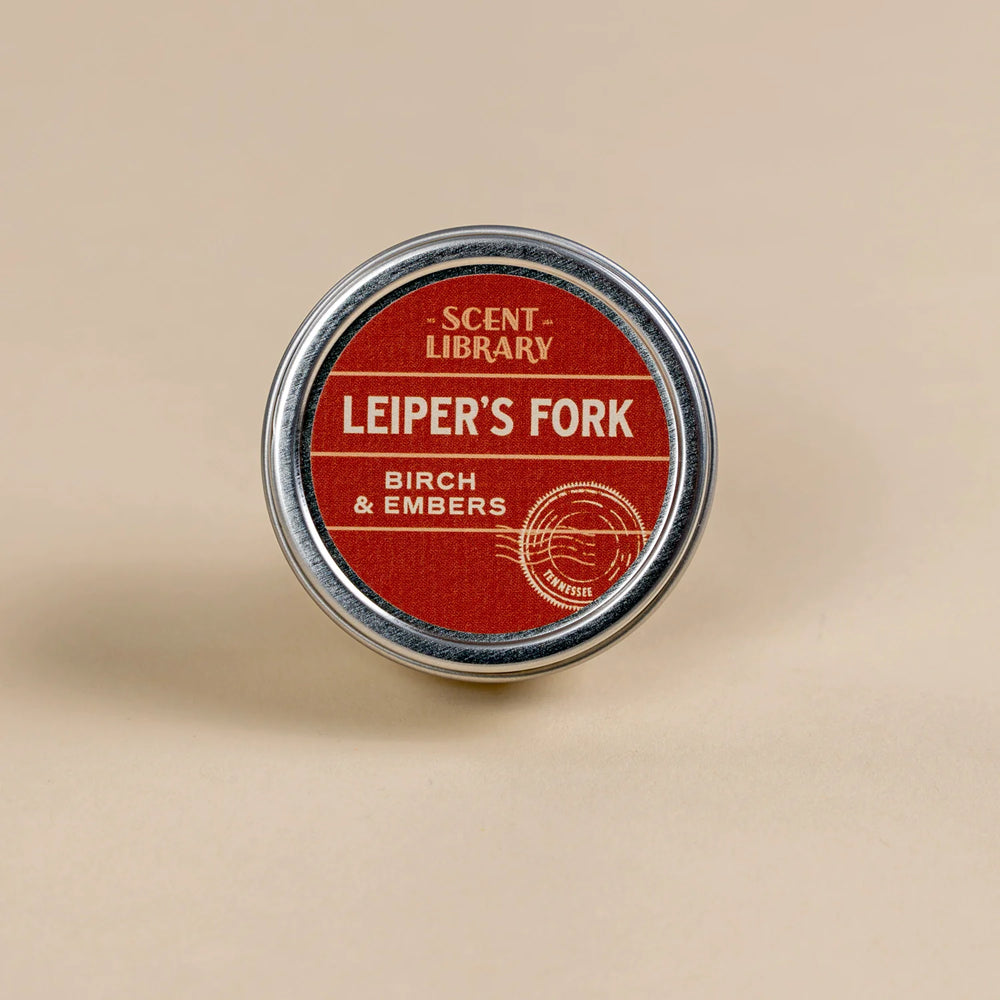 SCENT
LIBRARY
LEIPER'S FORK
BIRCH
& EMBERS
TENNESSEE